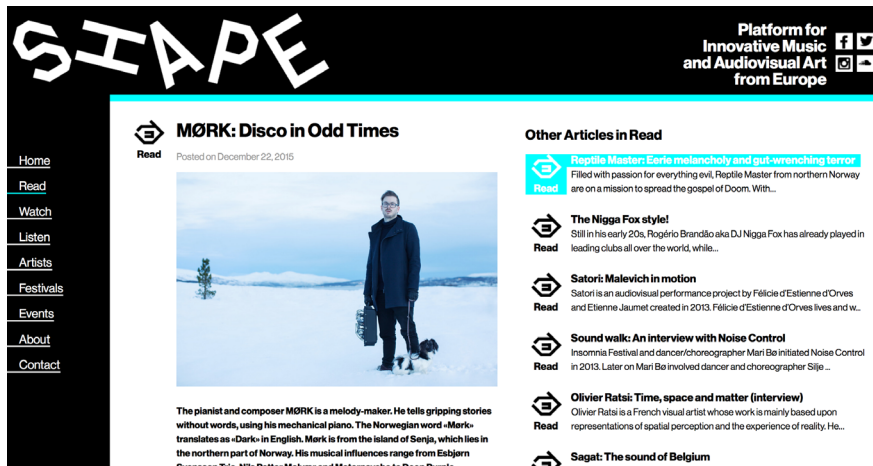 SHAPE
Platform for
Innovative Music
and Audiovisual Art
from Europe
Home
Read
Watch
Listen
Artists
Festivals
Events
About
Contact
Read
MØRK: Disco in Odd Times
Posted on December 22, 2015
The pianist and composer MØRK is a melody-maker. He tells gripping stories
without words, using his mechanical piano. The Norwegian word «Mørk»
translates as «Dark» in English. Mørk is from the island of Senja, which lies in
the northern part of Norway. His musical influences range from Esbjørn
Svensson Trio, Nils Petter Molvær and Motorpsycho to Deep Purple
Other Articles in Read
Read
Reptile Master: Eerie melancholy and gut-wrenching terror
Filled with passion for everything evil, Reptile Master from northern Norway
are on a mission to spread the gospel of Doom. With...
Read
The Nigga Fox style!
Still in his early 20s, Rogério Brandão aka DJ Nigga Fox has already played in
leading clubs all over the world, while...
Read
Satori: Malevich in motion
Satori is an audiovisual performance project by Félicie d'Estienne d'Orves
and Etienne Jaumet created in 2013. Félicie d'Estienne d'Orves lives and w...
Read
Sound walk: An interview with Noise Control
Insomnia Festival and dancer/choreographer Mari Bø initiated Noise Control
in 2013. Later on Mari Bø involved dancer and choreographer Silje ...
Read
Olivier Ratsi: Time, space and matter (interview)
Olivier Ratsi is a French visual artist whose work is mainly based upon
representations of spatial perception and the experience of reality. He...
Sagat: The sound of Belgium